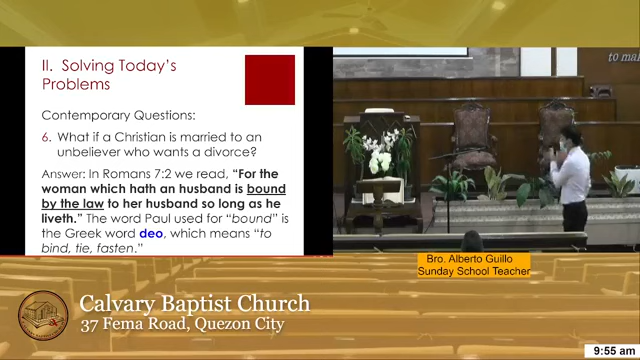 II. Solving Today's
Problems
Contemporary Questions:
6. What if a Christian is married to an
unbeliever who wants a divorce?
Answer: In Romans 7:2 we read, “For the
woman which hath an husband is bound
by the law to her husband so long as he
liveth.” The word Paul used for “bound” is
the Greek word deo, which means “to
bind, tie, fasten.”
to mak
Bro. Alberto Guillo
Sunday School Teacher
Calvary Baptist Church
37 Fema Road, Quezon City
9:55 am